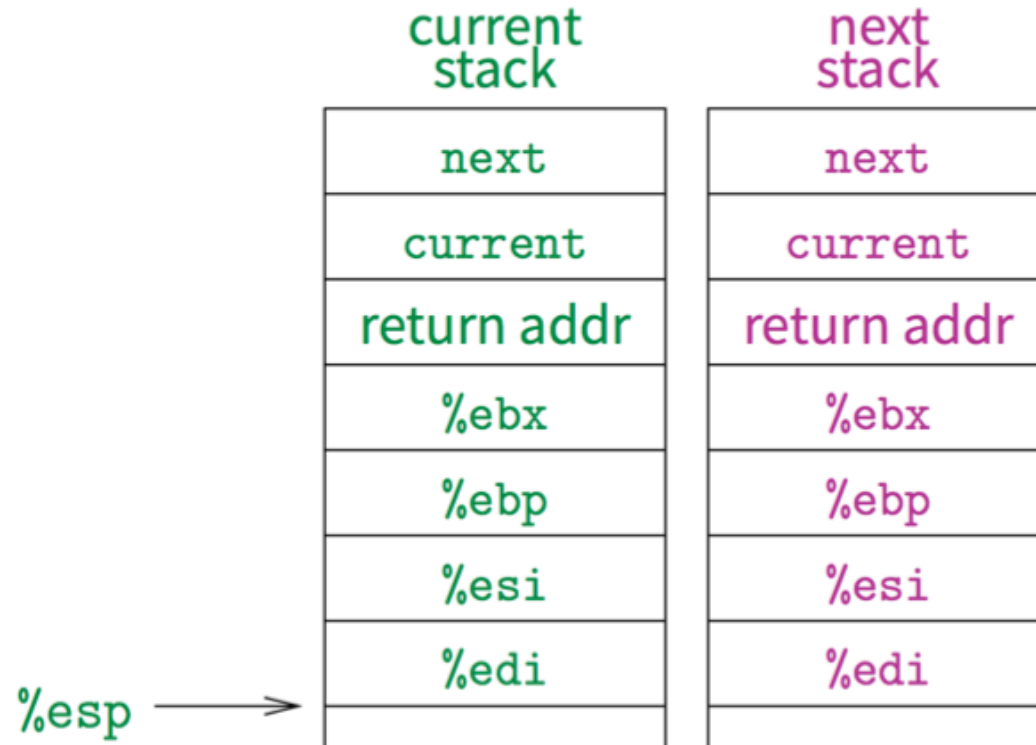 current
stack
next
stack
next
next
current
current
return addr
return addr
%ebx
%ebx
%ebp
%ebp
%esi
%esi
%edi
%edi
%esp